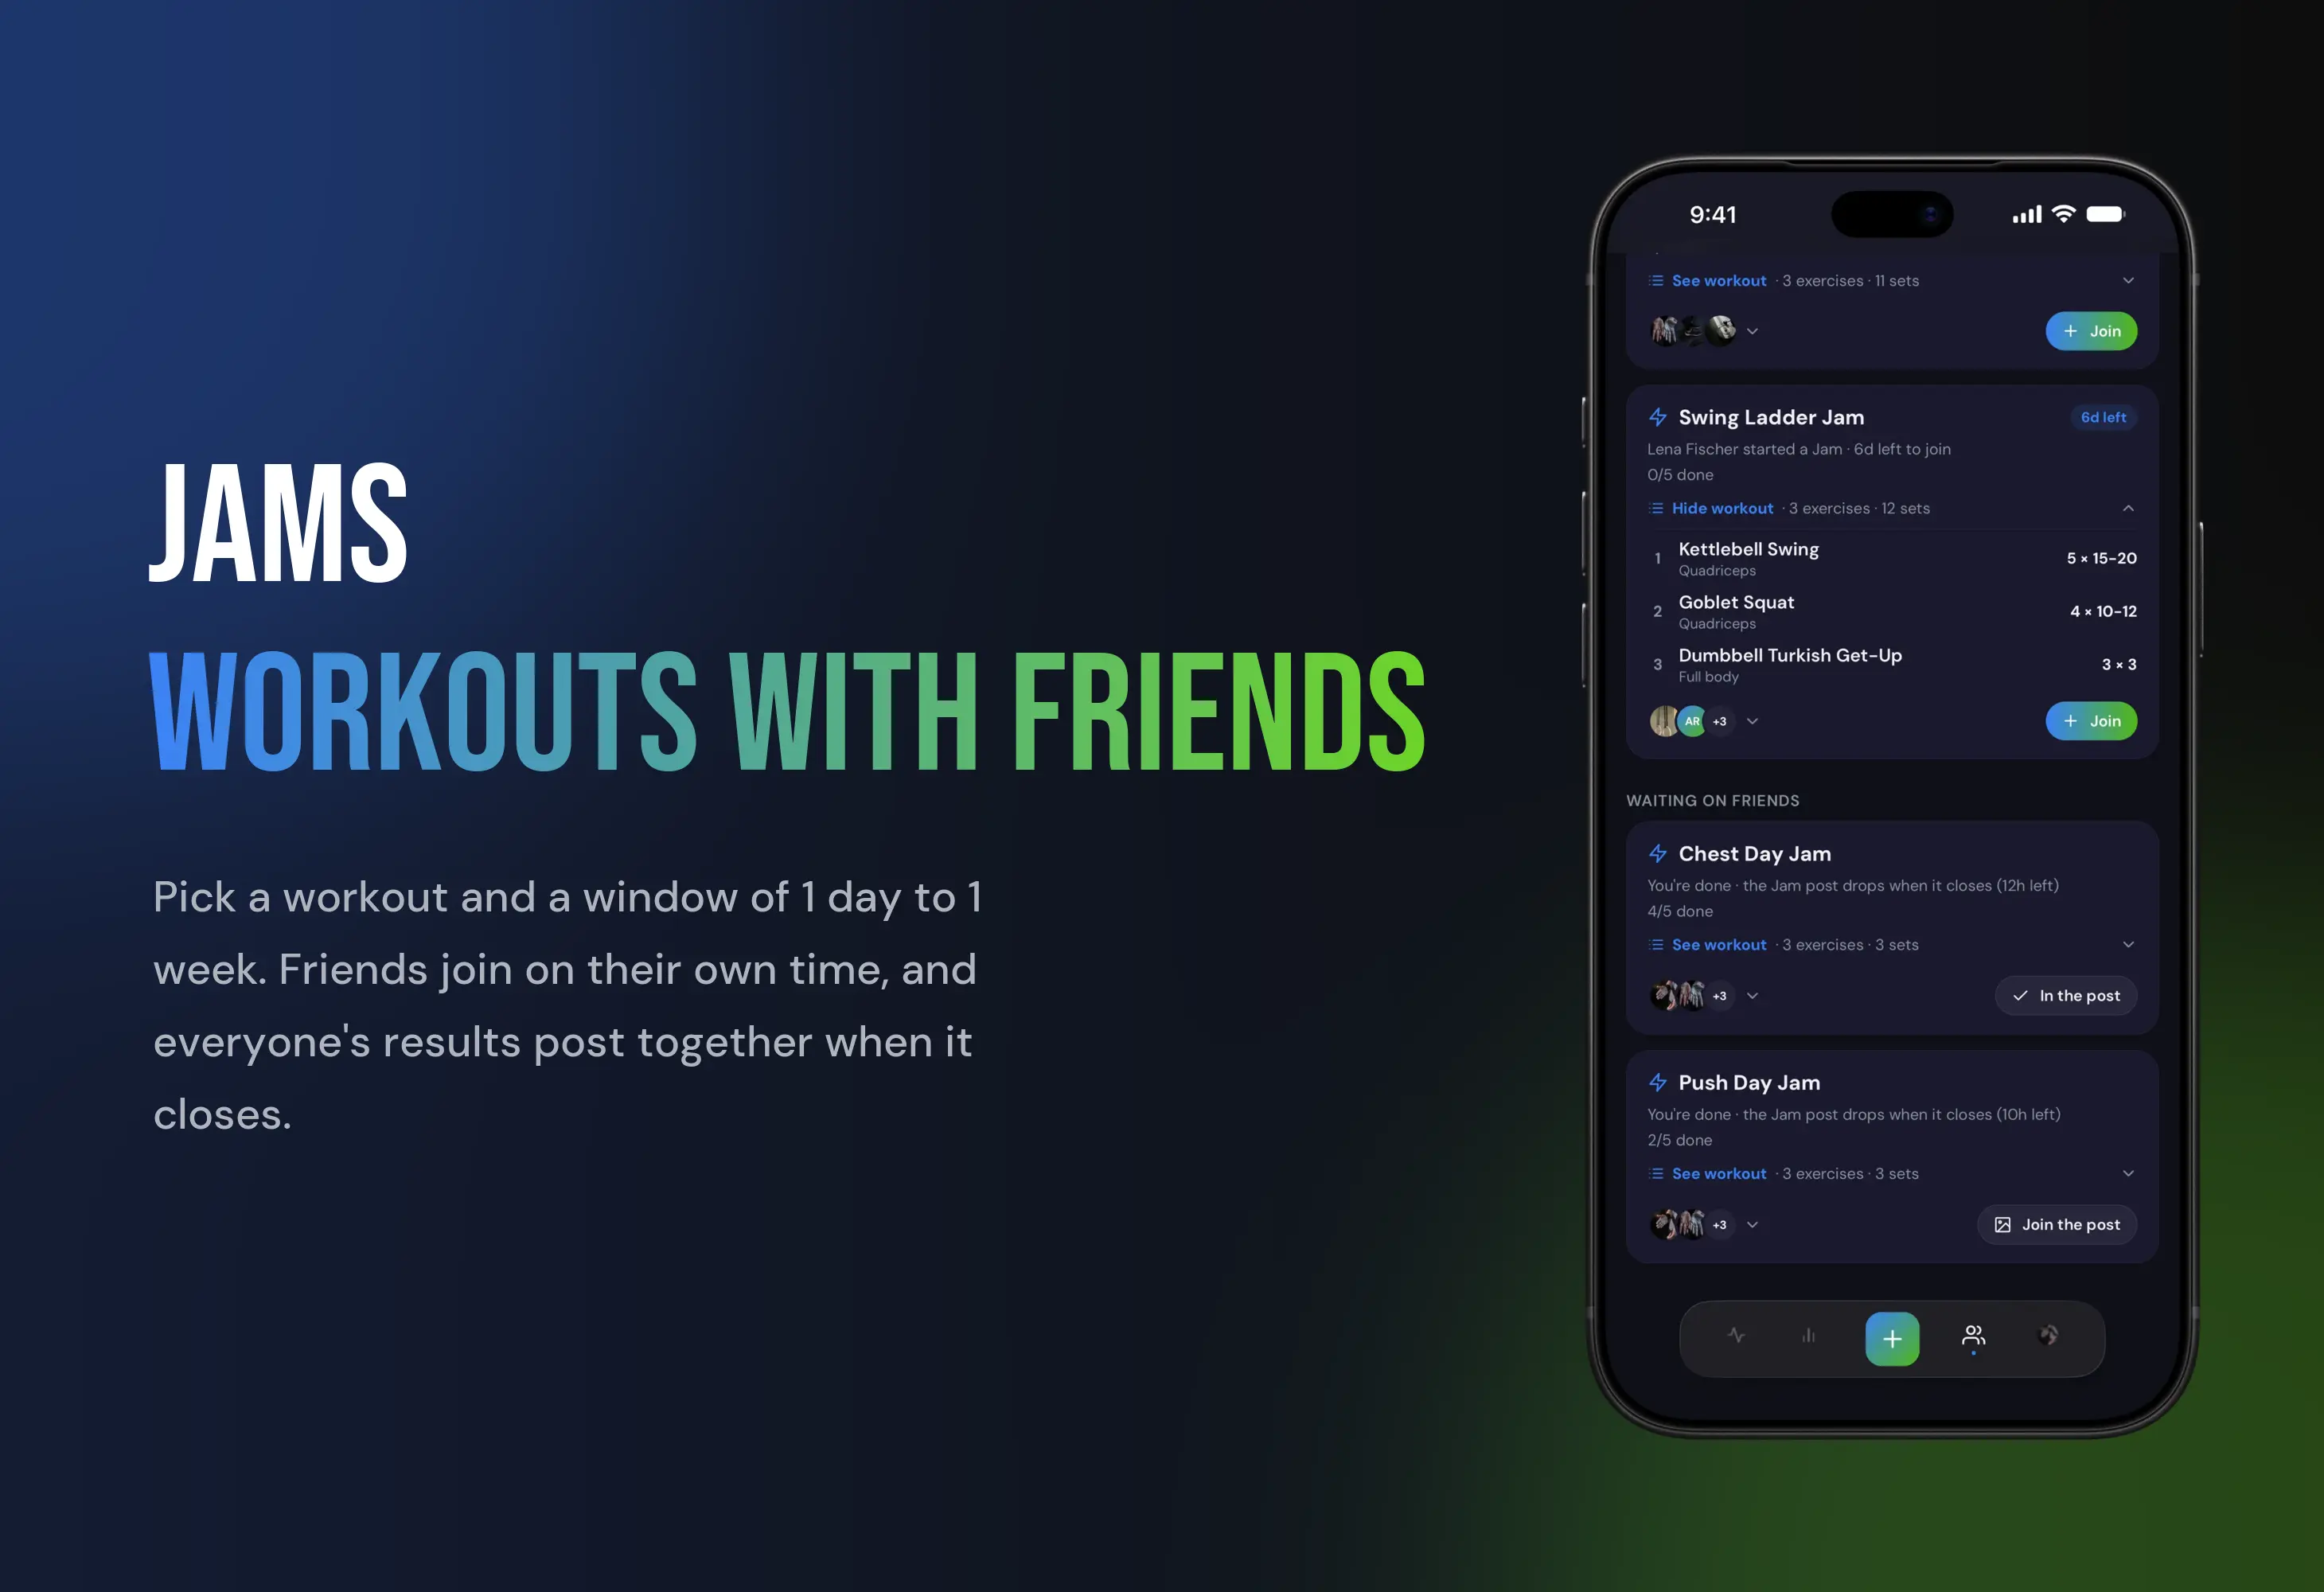 JAMS
WORKOUTS WITH FRIENDS
Pick a workout and a window of 1 day to 1
week. Friends join on their own time, and
everyone's results post together when it
closes.
9:41
See workout · 3 exercises · 11 sets
Join
Swing Ladder Jam
6d left
Lena Fischer started a Jam · 6d left to join
0/5 done
Hide workout · 3 exercises · 12 sets
1 Kettlebell Swing 5 × 15-20
Quadriceps
2 Goblet Squat 4 × 10-12
Quadriceps
3 Dumbbell Turkish Get-Up 3 × 3
Full body
AR +3
Join
WAITING ON FRIENDS
Chest Day Jam
You're done · the Jam post drops when it closes (12h left)
4/5 done
See workout · 3 exercises · 3 sets
+3
In the post
Push Day Jam
You're done · the Jam post drops when it closes (10h left)
2/5 done
See workout · 3 exercises · 3 sets
+3
Join the post